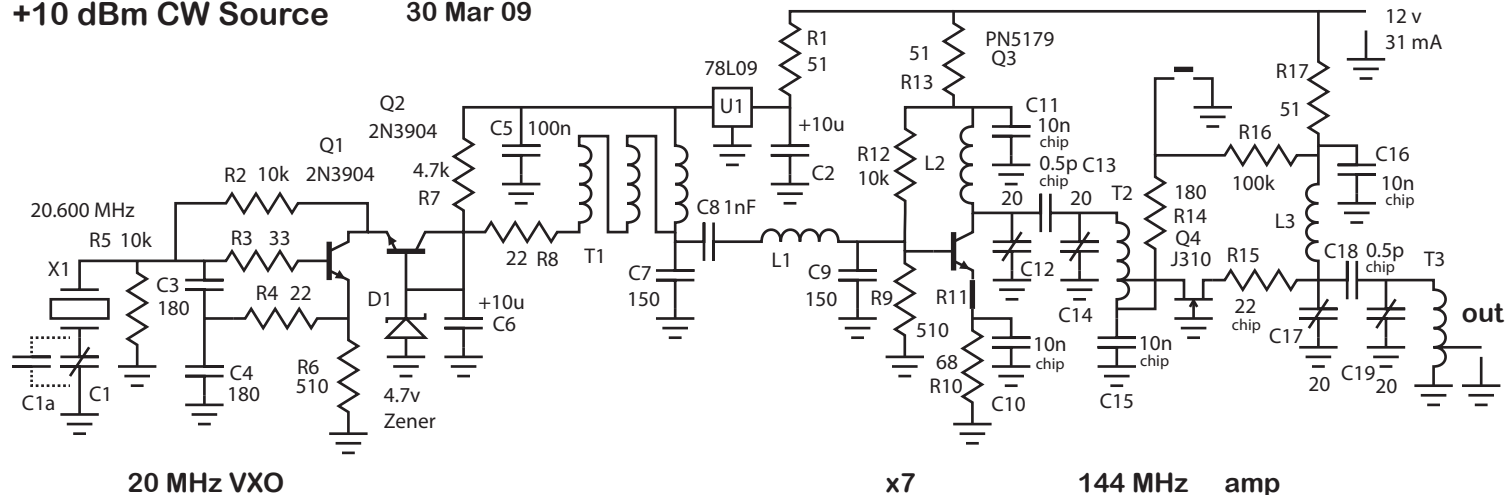 +10 dBm CW Source
30 Mar 09
12 v
31 mA
R1
51
78L09
U1
+10u
C2
51
R13
PN5179
Q3
C11
10n
chip
0.5p
chip
C13
R12
10k
L2
20
20
T2
180
R14
Q4
J310
R16
100k
R17
51
C16
10n
chip
L3
R15
22
chip
C18
0.5p
chip
T3
out
C17
20
C19
20
Q2
2N3904
Q1
2N3904
C5
100n
4.7k
R7
R2
10k
20.600 MHz
R5
10k
R3
33
X1
C3
180
R4
22
D1
+10u
C6
22
R8
T1
C8
1nF
C7
150
L1
C9
150
R9
510
R11
C12
C14
68
R10
10n
chip
C10
10n
chip
C15
C1a
C1
C4
180
R6
510
4.7v
Zener
20 MHz VXO
x7
144 MHz
amp